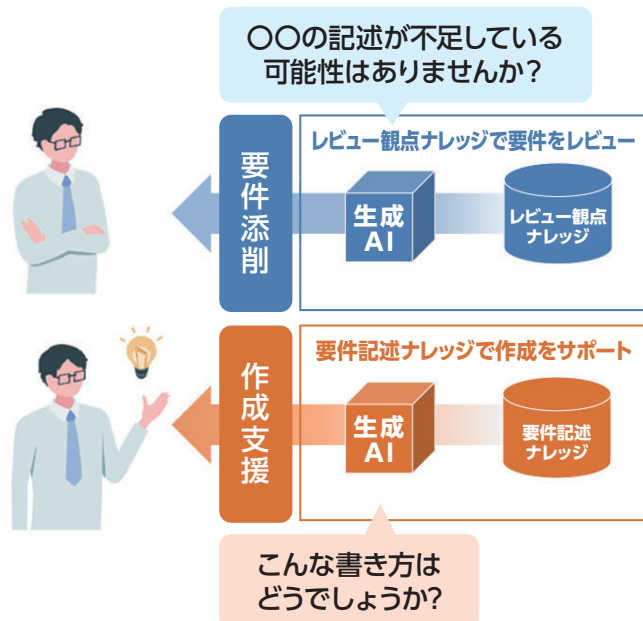 〇〇の記述が不足している
可能性はありませんか？
要件添削
レビュー観点ナレッジで要件をレビュー
生成
AI
レビュー観点
ナレッジ
作成支援
要件記述ナレッジで作成をサポート
生成
AI
要件記述
ナレッジ
こんな書き方は
どうでしょうか？